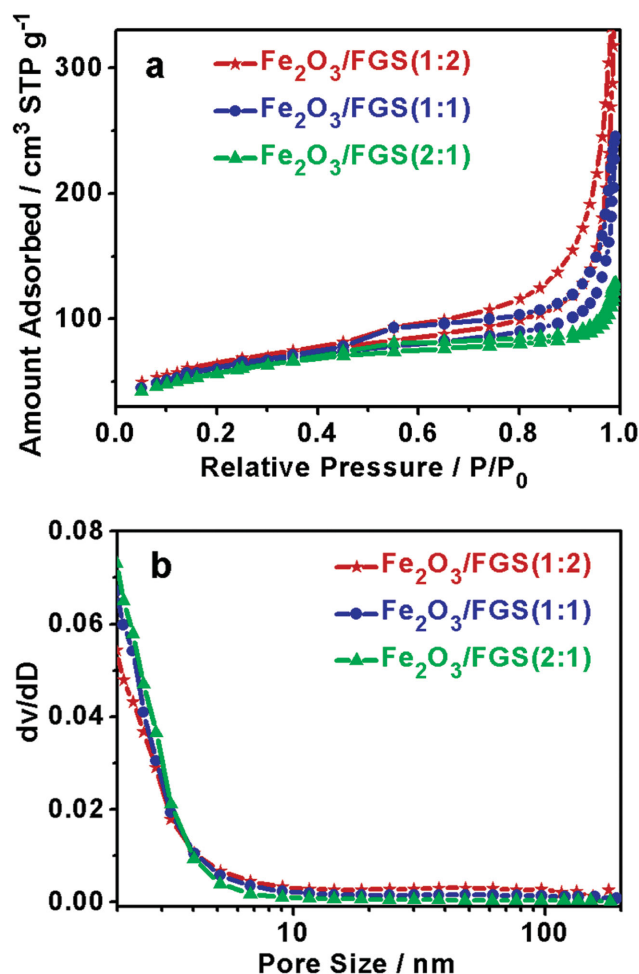 a
Fe₂O₃/FGS(1:2)
Fe₂O₃/FGS(1:1)
Fe₂O₃/FGS(2:1)
300
200
100
Amount Adsorbed / cm³ STP g⁻¹
0.0 0.2 0.4 0.6 0.8 1.0
Relative Pressure / P/P₀
b
Fe₂O₃/FGS(1:2)
Fe₂O₃/FGS(1:1)
Fe₂O₃/FGS(2:1)
0.08
0.06
0.04
0.02
0.00
dv/dD
10 100
Pore Size / nm